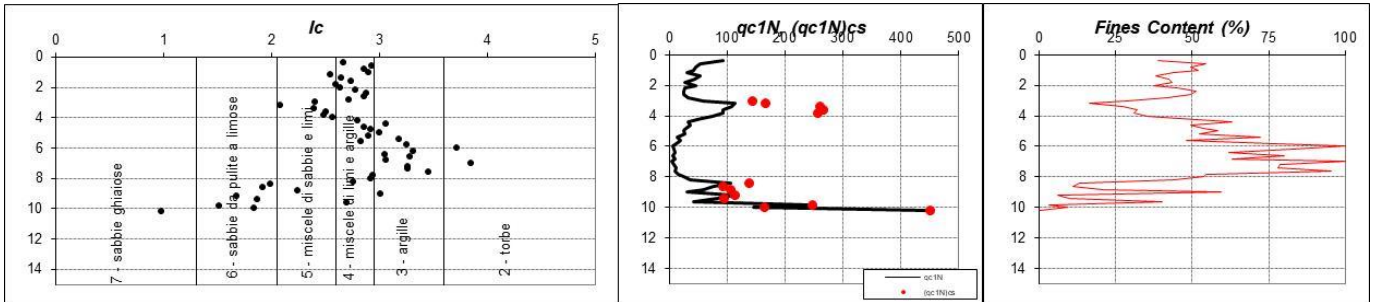 Ic
0 1 2 3 4 5
0
2
4
6
8
10
12
14
7 - sabbie ghiaiose
6 - sabbie da pulite a limose
5 - miscele di sabbie e limi
4 - miscele di limi e argille
3 - argille
2 - torbe
qc1N, (qc1N)cs
0 100 200 300 400 500
0
2
4
6
8
10
12
14
qc1N
(qc1N)cs
Fines Content (%)
0 25 50 75 100
0
2
4
6
8
10
12
14